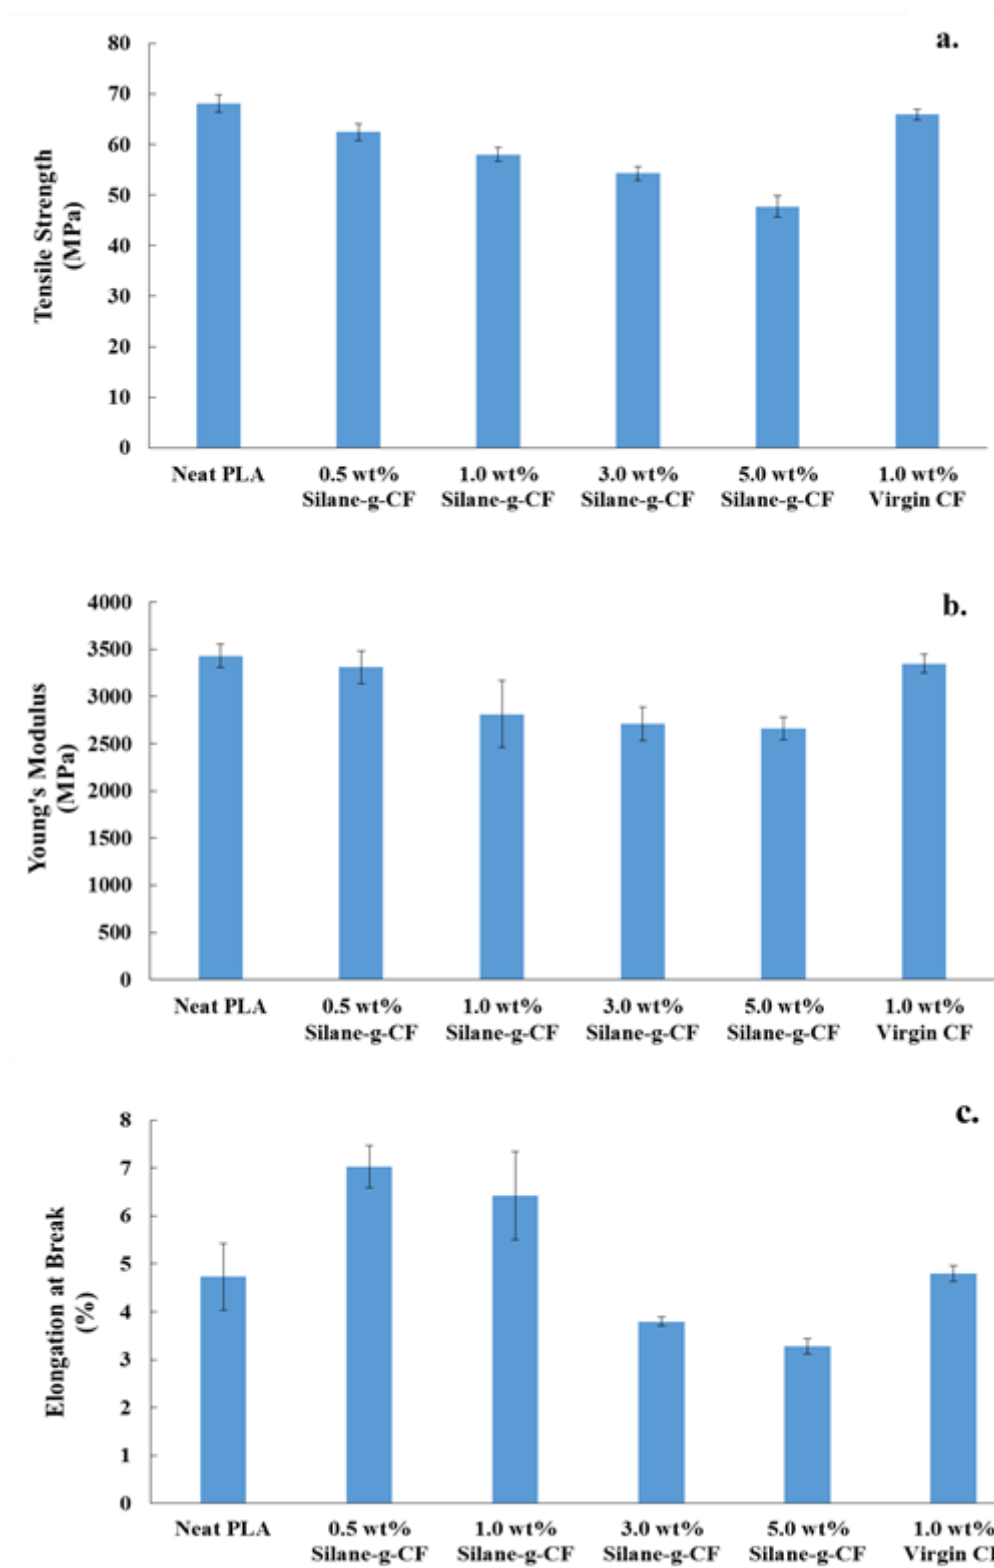 a.
80
70
60
50
40
30
20
10
0
Tensile Strength
(MPa)
Neat PLA
0.5 wt%
Silane-g-CF
1.0 wt%
Silane-g-CF
3.0 wt%
Silane-g-CF
5.0 wt%
Silane-g-CF
1.0 wt%
Virgin CF
b.
4000
3500
3000
2500
2000
1500
1000
500
0
Young's Modulus
(MPa)
Neat PLA
0.5 wt%
Silane-g-CF
1.0 wt%
Silane-g-CF
3.0 wt%
Silane-g-CF
5.0 wt%
Silane-g-CF
1.0 wt%
Virgin CF
c.
8
7
6
5
4
3
2
1
0
Elongation at Break
(%)
Neat PLA
0.5 wt%
Silane-g-CF
1.0 wt%
Silane-g-CF
3.0 wt%
Silane-g-CF
5.0 wt%
Silane-g-CF
1.0 wt%
Virgin CF